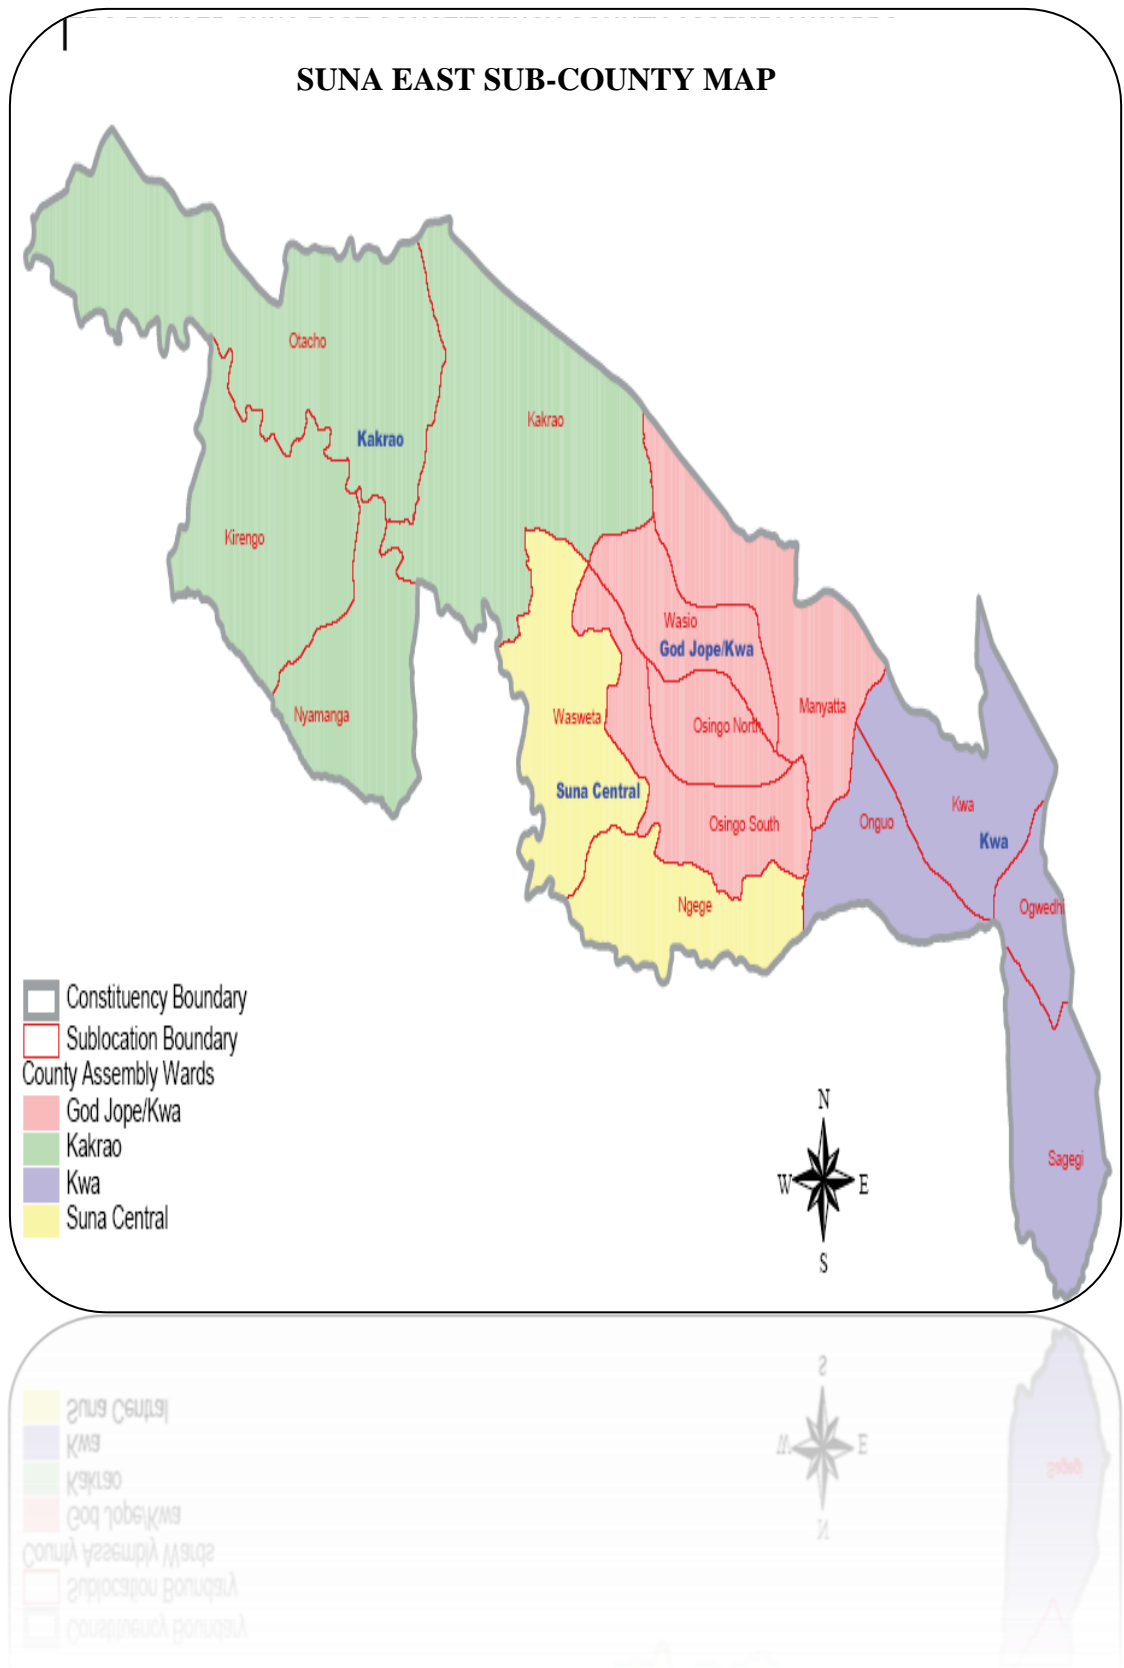 SUNA EAST SUB-COUNTY MAP
Otacho
Kakrao
Kakrao
Kirengo
Wasio
God Jope/Kwa
Manyatta
Nyamanga
Wasweta
Osingo North
Suna Central
Kwa
Onguo
Osingo South
Kwa
Ngege
Ogwedhi
Constituency Boundary
Sublocation Boundary
County Assembly Wards
God Jope/Kwa
Kakrao
Kwa
Suna Central
N
W
E
S
Sagegi